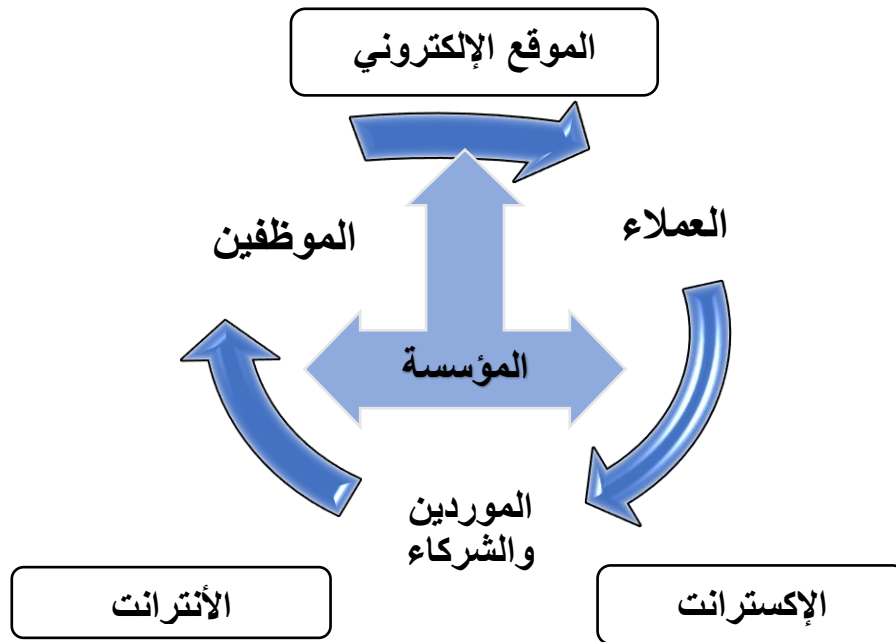 الموقع الإلكتروني
العملاء
الموظفين
المؤسسة
الموردين
والشركاء
الإكسترانت
الأنترانت